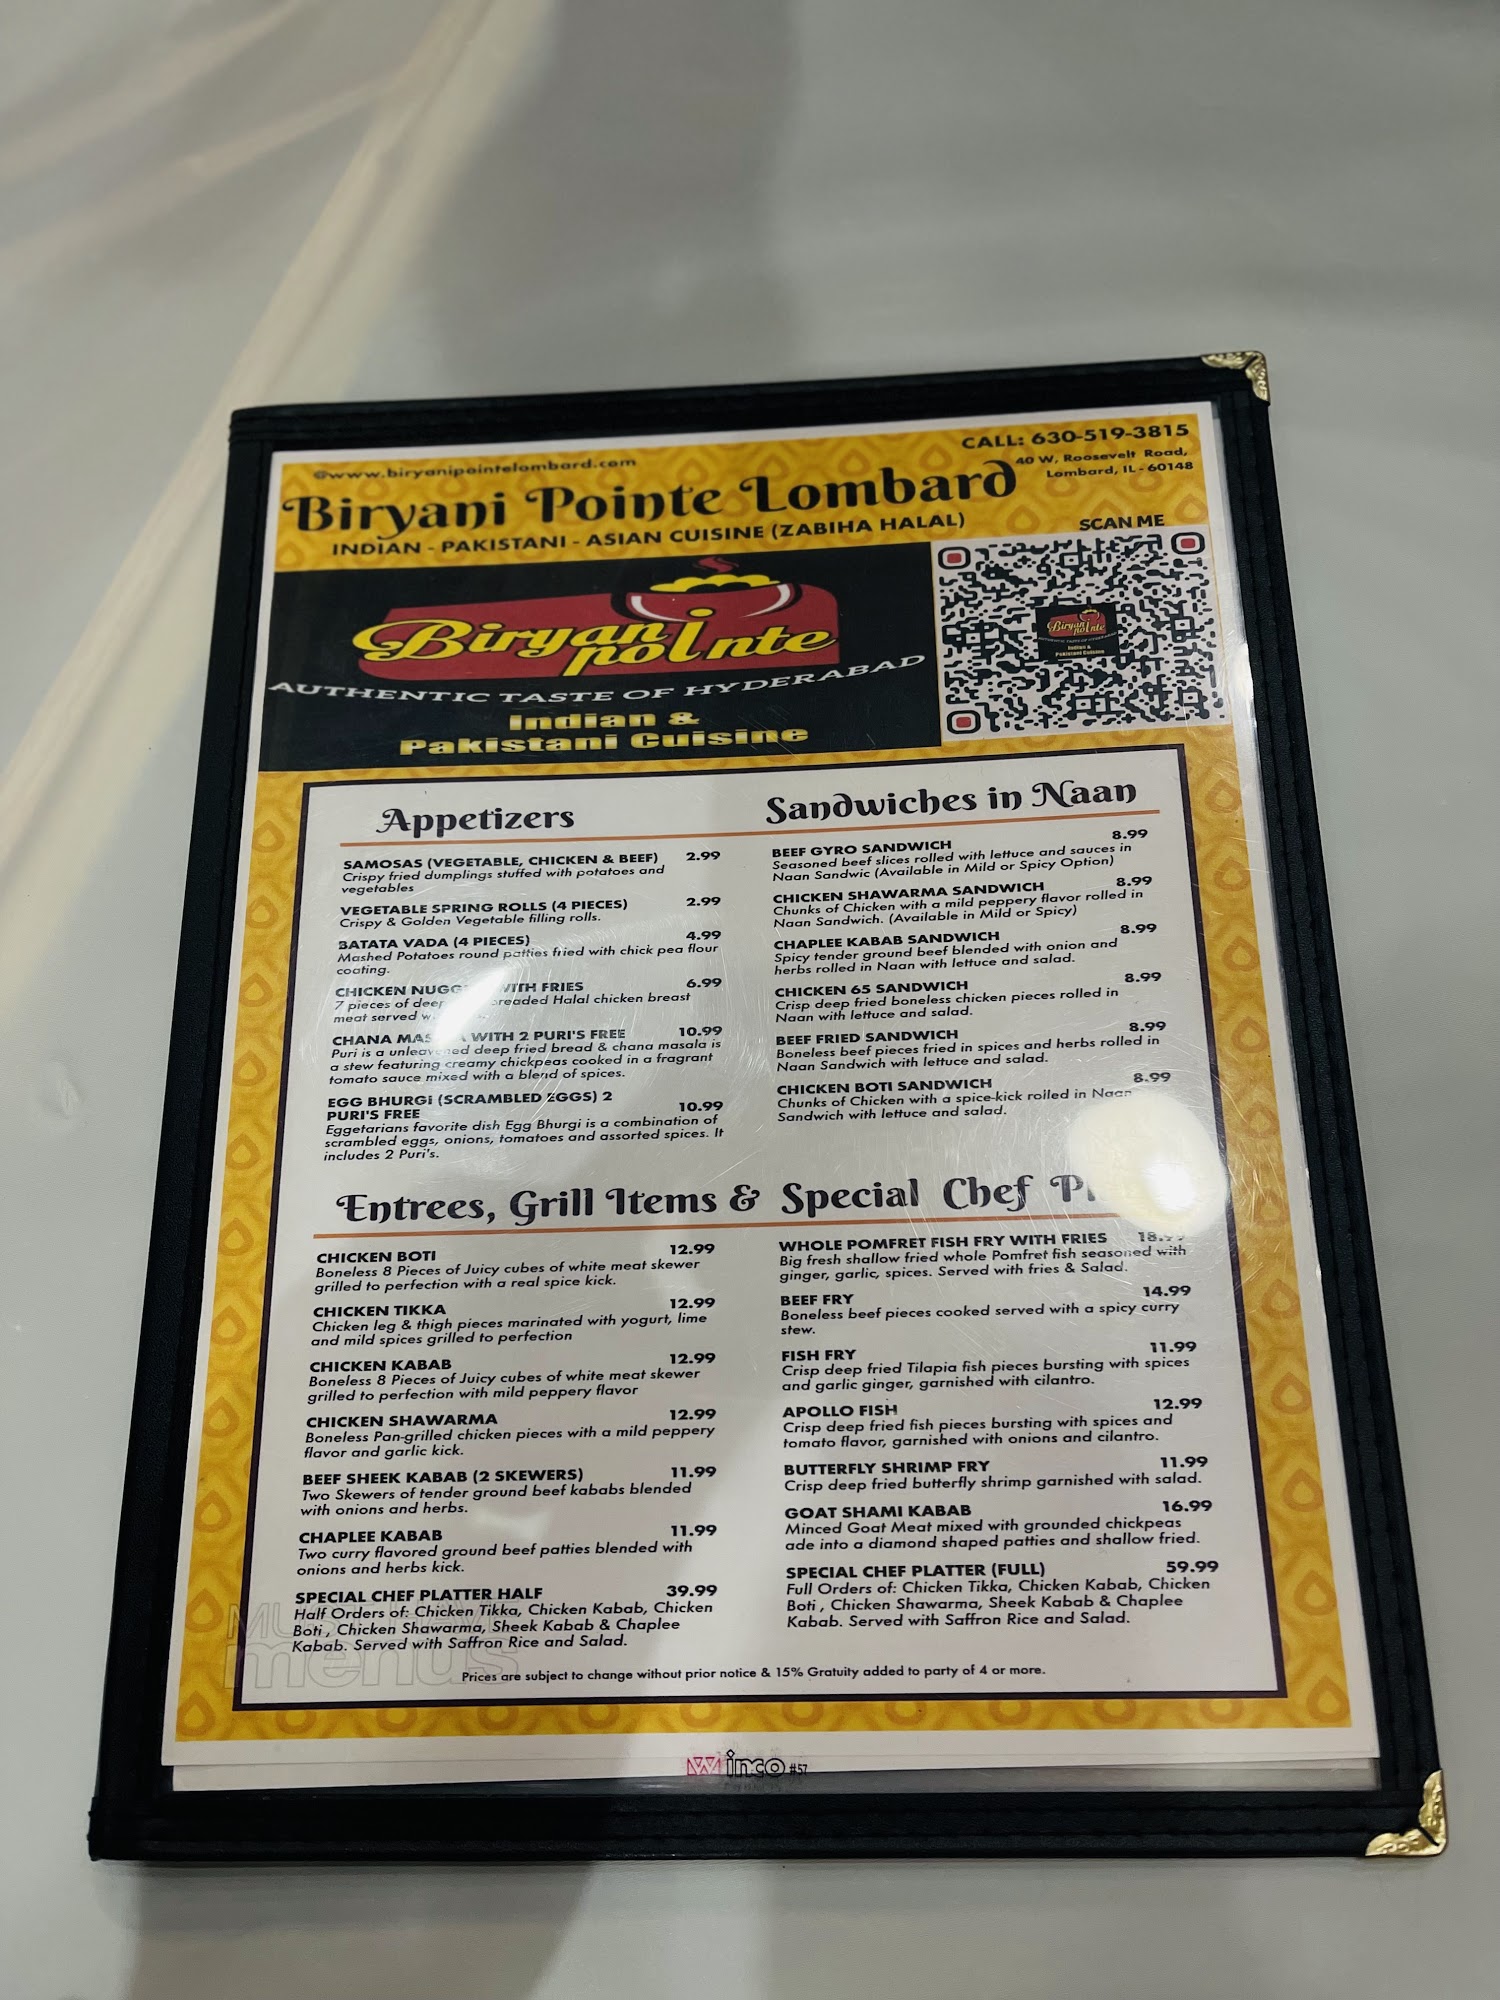 @www.biryanipointelombard.com
CALL: 630-519-3815
40 W, Roosevelt Road,
Lombard, IL - 60148
Biryani Pointe Lombard
INDIAN - PAKISTANI - ASIAN CUISINE (ZABIHA HALAL)
SCAN ME
Biryani
pointe
AUTHENTIC TASTE OF HYDERABAD
Indian &
Pakistani Cuisine
Biryani
pointe
AUTHENTIC TASTE OF HYDERABAD
Indian &
Pakistani Cuisine
Appetizers
SAMOSAS (VEGETABLE, CHICKEN & BEEF) 2.99
Crispy fried dumplings stuffed with potatoes and
vegetables
VEGETABLE SPRING ROLLS (4 PIECES) 2.99
Crispy & Golden Vegetable filling rolls.
BATATA VADA (4 PIECES) 4.99
Mashed Potatoes round patties fried with chick pea flour
coating.
CHICKEN WITH FRIES 6.99
7 pieces of breaded Halal chicken breast
meat served
CHANA MASALA WITH 2 PURI'S FREE 10.99
Puri is a unleavened deep fried bread & chana masala is
a stew featuring creamy chickpeas cooked in a fragrant
tomato sauce mixed with a blend of spices.
EGG BHURGI (SCRAMBLED EGGS) 2
PURI'S FREE 10.99
Eggetarians favorite dish Egg Bhurgi is a combination of
scrambled eggs, onions, tomatoes and assorted spices. It
includes 2 Puri's.
Sandwiches in Naan
BEEF GYRO SANDWICH 8.99
Seasoned beef slices rolled with lettuce and sauces in
Naan Sandwic (Available in Mild or Spicy Option)
CHICKEN SHAWARMA SANDWICH 8.99
Chunks of Chicken with a mild peppery flavor rolled in
Naan Sandwich. (Available in Mild or Spicy)
CHAPLEE KABAB SANDWICH 8.99
Spicy tender ground beef blended with onion and
herbs rolled in Naan with lettuce and salad.
CHICKEN 65 SANDWICH 8.99
Crisp deep fried boneless chicken pieces rolled in
Naan with lettuce and salad.
BEEF FRIED SANDWICH 8.99
Boneless beef pieces fried in spices and herbs rolled in
Naan Sandwich with lettuce and salad.
CHICKEN BOTI SANDWICH 8.99
Chunks of Chicken with a spice-kick rolled in Naan
Sandwich with lettuce and salad.
Entrees, Grill Items & Special Chef
CHICKEN BOTI 12.99
Boneless 8 Pieces of Juicy cubes of white meat skewer
grilled to perfection with a real spice kick.
CHICKEN TIKKA 12.99
Chicken leg & thigh pieces marinated with yogurt, lime
and mild spices grilled to perfection
CHICKEN KABAB 12.99
Boneless 8 Pieces of Juicy cubes of white meat skewer
grilled to perfection with mild peppery flavor
CHICKEN SHAWARMA 12.99
Boneless Pan-grilled chicken pieces with a mild peppery
flavor and garlic kick.
BEEF SHEEK KABAB (2 SKEWERS) 11.99
Two Skewers of tender ground beef kababs blended
with onions and herbs.
CHAPLEE KABAB 11.99
Two curry flavored ground beef patties blended with
onions and herbs kick.
SPECIAL CHEF PLATTER HALF 39.99
Half Orders of: Chicken Tikka, Chicken Kabab, Chicken
Boti , Chicken Shawarma, Sheek Kabab & Chaplee
Kabab. Served with Saffron Rice and Salad.
WHOLE POMFRET FISH FRY WITH FRIES
Big fresh shallow fried whole Pomfret fish seasoned with
ginger, garlic, spices. Served with fries & Salad.
BEEF FRY 14.99
Boneless beef pieces cooked served with a spicy curry
stew.
FISH FRY 11.99
Crisp deep fried Tilapia fish pieces bursting with spices
and garlic ginger, garnished with cilantro.
APOLLO FISH 12.99
Crisp deep fried fish pieces bursting with spices and
tomato flavor, garnished with onions and cilantro.
BUTTERFLY SHRIMP FRY 11.99
Crisp deep fried butterfly shrimp garnished with salad.
GOAT SHAMI KABAB 16.99
Minced Goat Meat mixed with grounded chickpeas
ade into a diamond shaped patties and shallow fried.
SPECIAL CHEF PLATTER (FULL) 59.99
Full Orders of: Chicken Tikka, Chicken Kabab, Chicken
Boti , Chicken Shawarma, Sheek Kabab & Chaplee
Kabab. Served with Saffron Rice and Salad.
MUST HAVE
menus
Prices are subject to change without prior notice & 15% Gratuity added to party of 4 or more.
Winco #57